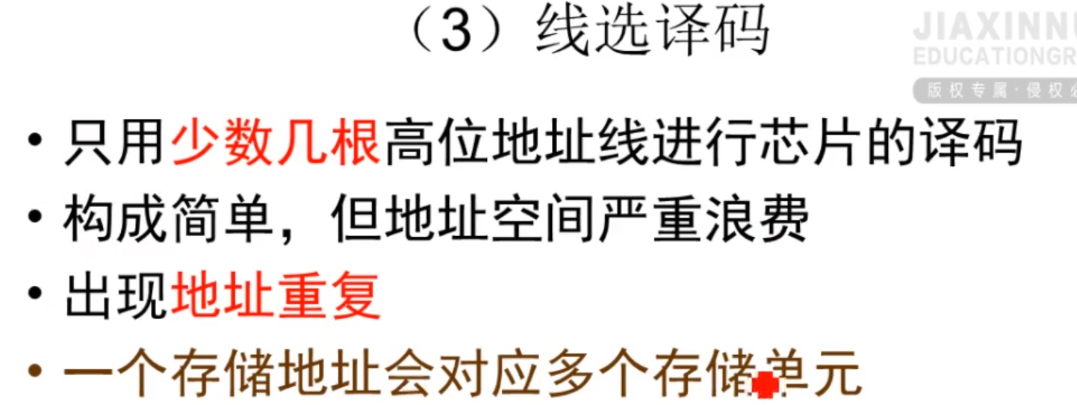 （3）线选译码
JIAXINN
EDUCATIONGR
版权专属·侵权必
• 只用少数几根高位地址线进行芯片的译码
• 构成简单，但地址空间严重浪费
• 出现地址重复
• 一个存储地址会对应多个存储单元